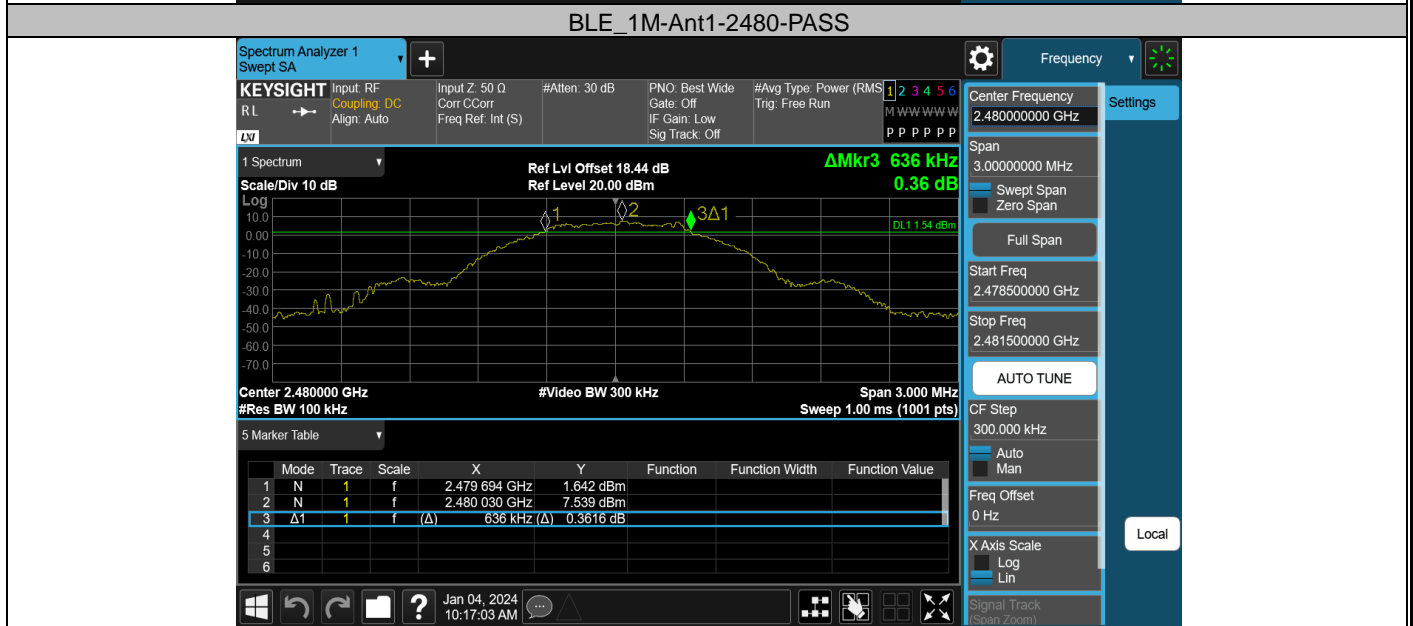 BLE_1M-Ant1-2480-PASS
Spectrum Analyzer 1
Swept SA
+
Frequency
KEYSIGHT
RL
LXI
Input: RF
Coupling: DC
Align: Auto
Input Z: 50 Ω
Corr CCorr
Freq Ref: Int (S)
#Atten: 30 dB
PNO: Best Wide
Gate: Off
IF Gain: Low
Sig Track: Off
#Avg Type: Power (RMS
Trig: Free Run
1 2 3 4 5 6
M W W W W W
P P P P P P
Center Frequency
2.480000000 GHz
Settings
Span
3.00000000 MHz
Swept Span
Zero Span
Full Span
Start Freq
2.478500000 GHz
Stop Freq
2.481500000 GHz
AUTO TUNE
CF Step
300.000 kHz
Auto
Man
Freq Offset
0 Hz
X Axis Scale
Log
Lin
Signal Track
(Span Zoom)
Local
1 Spectrum
Scale/Div 10 dB
Log
Ref Lvl Offset 18.44 dB
Ref Level 20.00 dBm
ΔMkr3 636 kHz
0.36 dB
1
2
3Δ1
DL1 1.54 dBm
10.0
0.00
-10.0
-20.0
-30.0
-40.0
-50.0
-60.0
-70.0
Center 2.480000 GHz
#Res BW 100 kHz
#Video BW 300 kHz
Span 3.000 MHz
Sweep 1.00 ms (1001 pts)
5 Marker Table
Mode Trace Scale X Y Function Function Width Function Value
1 N 1 f 2.479 694 GHz 1.642 dBm
2 N 1 f 2.480 030 GHz 7.539 dBm
3 Δ1 1 f (Δ) 636 kHz (Δ) 0.3616 dB
4
5
6
?
Jan 04, 2024
10:17:03 AM